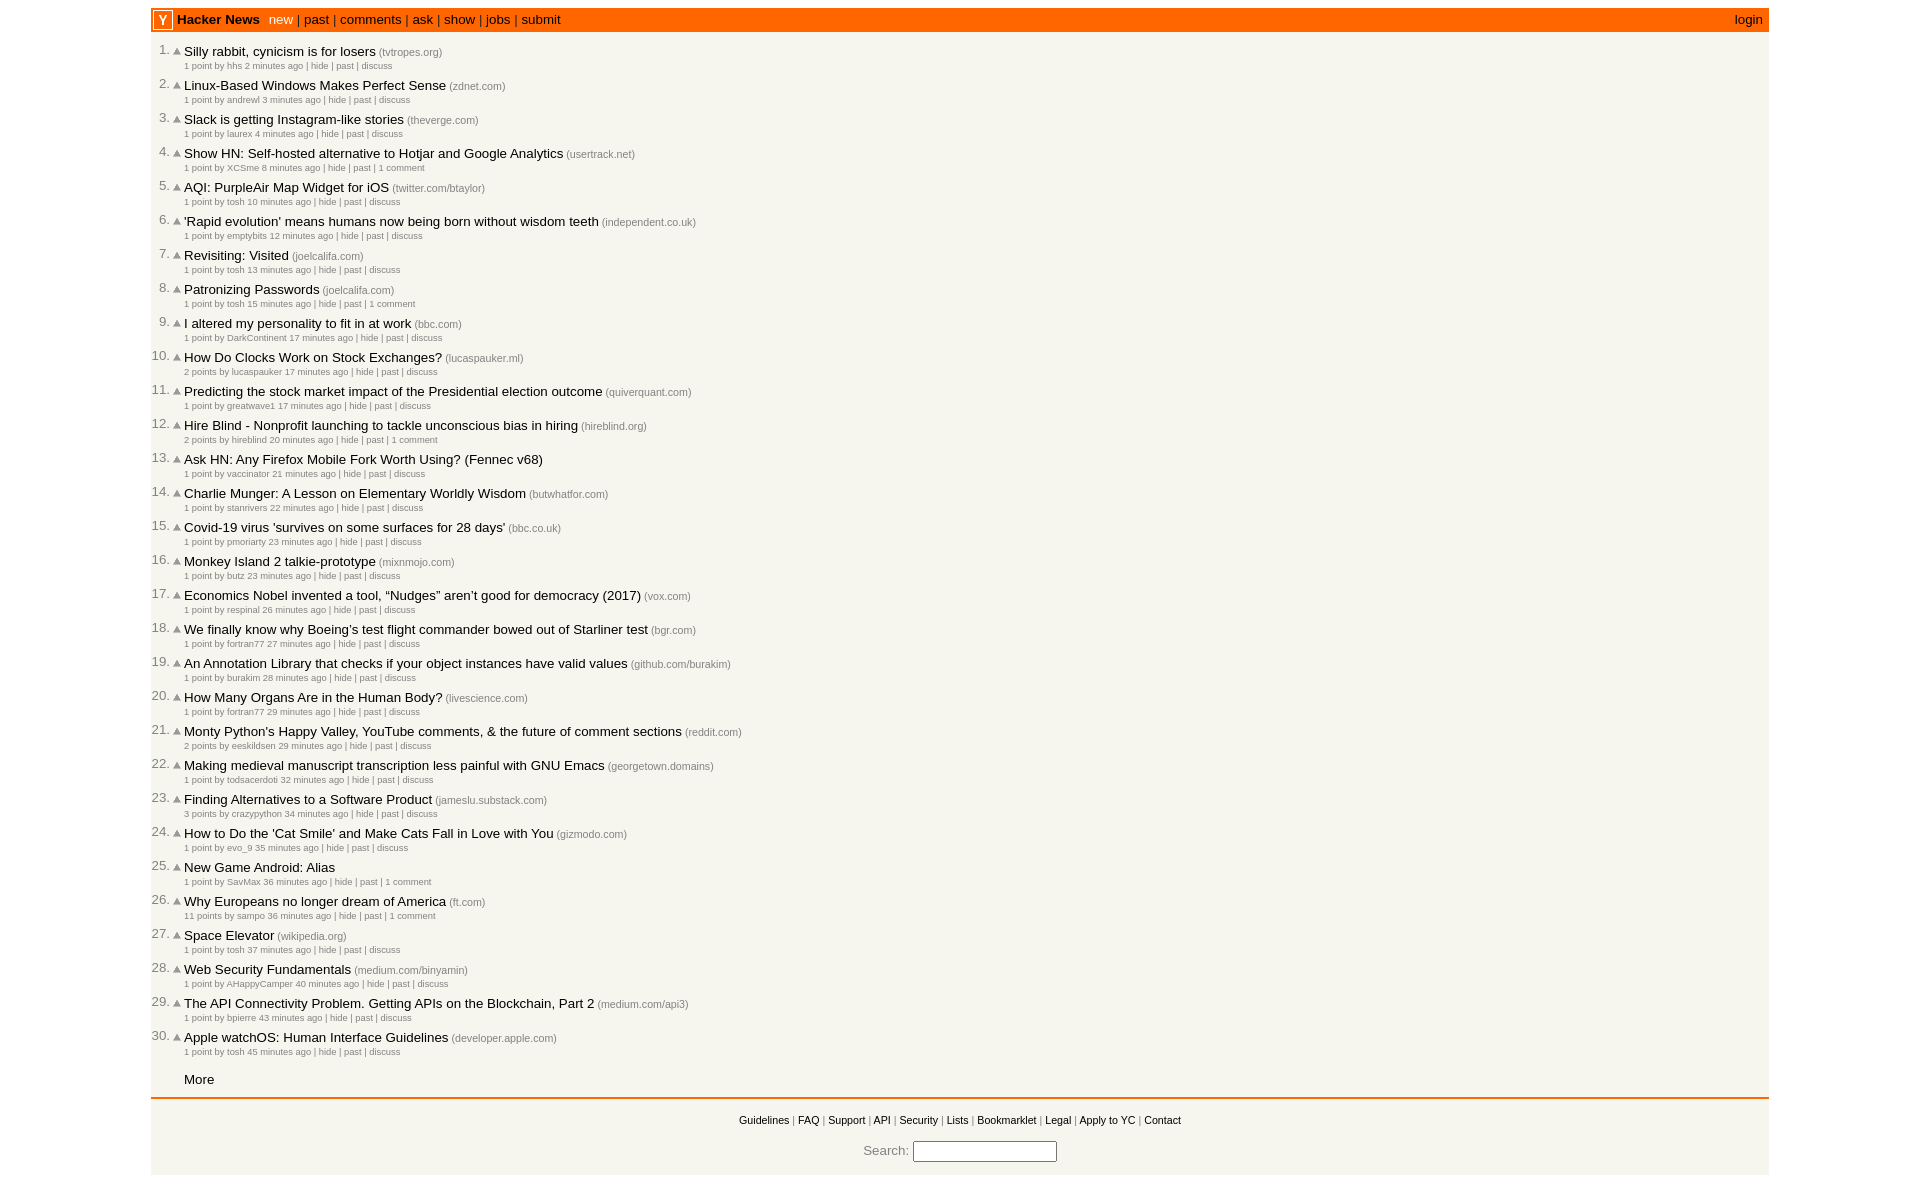 Y Hacker News new | past | comments | ask | show | jobs | submit login
1. Silly rabbit, cynicism is for losers (tvtropes.org)
1 point by hhs 2 minutes ago | hide | past | discuss
2. Linux-Based Windows Makes Perfect Sense (zdnet.com)
1 point by andrewl 3 minutes ago | hide | past | discuss
3. Slack is getting Instagram-like stories (theverge.com)
1 point by laurex 4 minutes ago | hide | past | discuss
4. Show HN: Self-hosted alternative to Hotjar and Google Analytics (usertrack.net)
1 point by XCSme 8 minutes ago | hide | past | 1 comment
5. AQI: PurpleAir Map Widget for iOS (twitter.com/btaylor)
1 point by tosh 10 minutes ago | hide | past | discuss
6. 'Rapid evolution' means humans now being born without wisdom teeth (independent.co.uk)
1 point by emptybits 12 minutes ago | hide | past | discuss
7. Revisiting: Visited (joelcalifa.com)
1 point by tosh 13 minutes ago | hide | past | discuss
8. Patronizing Passwords (joelcalifa.com)
1 point by tosh 15 minutes ago | hide | past | 1 comment
9. I altered my personality to fit in at work (bbc.com)
1 point by DarkContinent 17 minutes ago | hide | past | discuss
10. How Do Clocks Work on Stock Exchanges? (lucaspauker.ml)
2 points by lucaspauker 17 minutes ago | hide | past | discuss
11. Predicting the stock market impact of the Presidential election outcome (quiverquant.com)
1 point by greatwave1 17 minutes ago | hide | past | discuss
12. Hire Blind - Nonprofit launching to tackle unconscious bias in hiring (hireblind.org)
2 points by hireblind 20 minutes ago | hide | past | 1 comment
13. Ask HN: Any Firefox Mobile Fork Worth Using? (Fennec v68)
1 point by vaccinator 21 minutes ago | hide | past | discuss
14. Charlie Munger: A Lesson on Elementary Worldly Wisdom (butwhatfor.com)
1 point by stanrivers 22 minutes ago | hide | past | discuss
15. Covid-19 virus 'survives on some surfaces for 28 days' (bbc.co.uk)
1 point by pmoriarty 23 minutes ago | hide | past | discuss
16. Monkey Island 2 talkie-prototype (mixnmojo.com)
1 point by butz 23 minutes ago | hide | past | discuss
17. Economics Nobel invented a tool, “Nudges” aren’t good for democracy (2017) (vox.com)
1 point by respinal 26 minutes ago | hide | past | discuss
18. We finally know why Boeing’s test flight commander bowed out of Starliner test (bgr.com)
1 point by fortran77 27 minutes ago | hide | past | discuss
19. An Annotation Library that checks if your object instances have valid values (github.com/burakim)
1 point by burakim 28 minutes ago | hide | past | discuss
20. How Many Organs Are in the Human Body? (livescience.com)
1 point by fortran77 29 minutes ago | hide | past | discuss
21. Monty Python's Happy Valley, YouTube comments, & the future of comment sections (reddit.com)
2 points by eeskildsen 29 minutes ago | hide | past | discuss
22. Making medieval manuscript transcription less painful with GNU Emacs (georgetown.domains)
1 point by todsacerdoti 32 minutes ago | hide | past | discuss
23. Finding Alternatives to a Software Product (jameslu.substack.com)
3 points by crazypython 34 minutes ago | hide | past | discuss
24. How to Do the 'Cat Smile' and Make Cats Fall in Love with You (gizmodo.com)
1 point by evo_9 35 minutes ago | hide | past | discuss
25. New Game Android: Alias
1 point by SavMax 36 minutes ago | hide | past | 1 comment
26. Why Europeans no longer dream of America (ft.com)
11 points by sampo 36 minutes ago | hide | past | 1 comment
27. Space Elevator (wikipedia.org)
1 point by tosh 37 minutes ago | hide | past | discuss
28. Web Security Fundamentals (medium.com/binyamin)
1 point by AHappyCamper 40 minutes ago | hide | past | discuss
29. The API Connectivity Problem. Getting APIs on the Blockchain, Part 2 (medium.com/api3)
1 point by bpierre 43 minutes ago | hide | past | discuss
30. Apple watchOS: Human Interface Guidelines (developer.apple.com)
1 point by tosh 45 minutes ago | hide | past | discuss
More
Guidelines | FAQ | Support | API | Security | Lists | Bookmarklet | Legal | Apply to YC | Contact
Search: